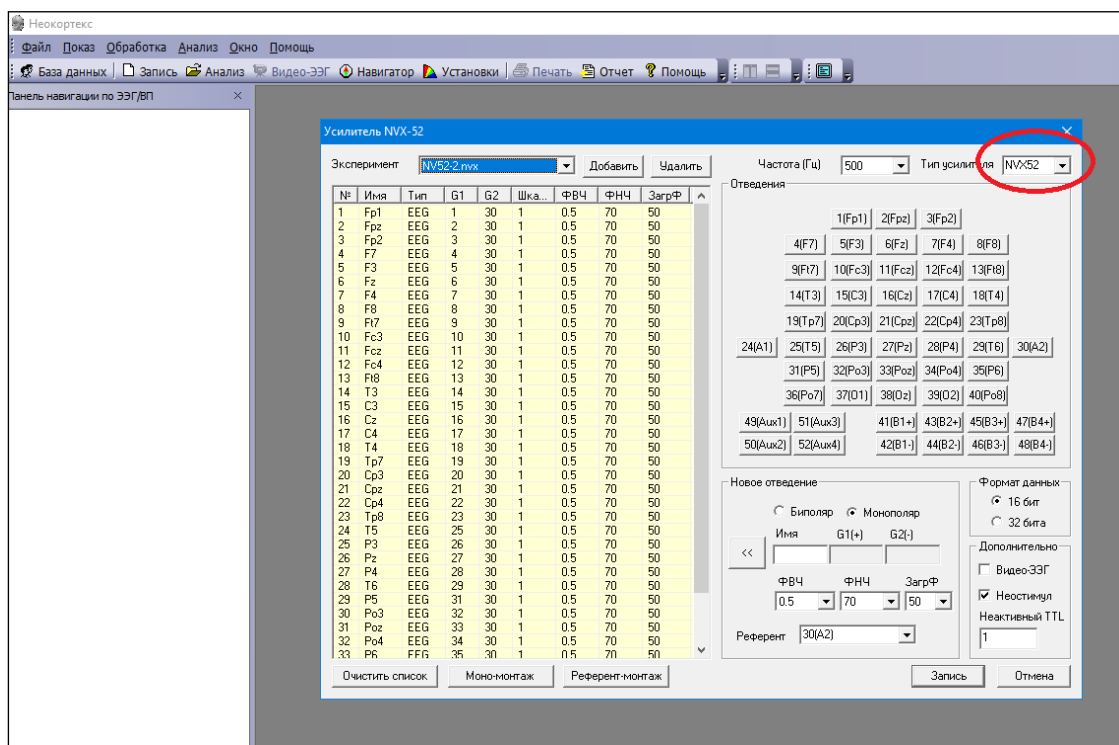 Неокортекс
Файл Показ Обработка Анализ Окно Помощь
База данных Запись Анализ Видео-ЭЭГ Навигатор Установки Печать Отчет Помощь
Панель навигации по ЭЭГ/ВП
Усилитель NVX-52
Эксперимент NV52-2.nvx Добавить Удалить Частота (Гц) 500 Тип усилителя NVX52
№ Имя Тип G1 G2 Шка... ФВЧ ФНЧ ЗагрФ
1 Fp1 EEG 1 30 1 0.5 70 50
2 Fpz EEG 2 30 1 0.5 70 50
3 Fp2 EEG 3 30 1 0.5 70 50
4 F7 EEG 4 30 1 0.5 70 50
5 F3 EEG 5 30 1 0.5 70 50
6 Fz EEG 6 30 1 0.5 70 50
7 F4 EEG 7 30 1 0.5 70 50
8 F8 EEG 8 30 1 0.5 70 50
9 Ft7 EEG 9 30 1 0.5 70 50
10 Fc3 EEG 10 30 1 0.5 70 50
11 Fcz EEG 11 30 1 0.5 70 50
12 Fc4 EEG 12 30 1 0.5 70 50
13 Ft8 EEG 13 30 1 0.5 70 50
14 T3 EEG 14 30 1 0.5 70 50
15 C3 EEG 15 30 1 0.5 70 50
16 Cz EEG 16 30 1 0.5 70 50
17 C4 EEG 17 30 1 0.5 70 50
18 T4 EEG 18 30 1 0.5 70 50
19 Tp7 EEG 19 30 1 0.5 70 50
20 Cp3 EEG 20 30 1 0.5 70 50
21 Cpz EEG 21 30 1 0.5 70 50
22 Cp4 EEG 22 30 1 0.5 70 50
23 Tp8 EEG 23 30 1 0.5 70 50
24 T5 EEG 25 30 1 0.5 70 50
25 P3 EEG 26 30 1 0.5 70 50
26 Pz EEG 27 30 1 0.5 70 50
27 P4 EEG 28 30 1 0.5 70 50
28 T6 EEG 29 30 1 0.5 70 50
29 P5 EEG 31 30 1 0.5 70 50
30 Po3 EEG 32 30 1 0.5 70 50
31 Poz EEG 33 30 1 0.5 70 50
32 Po4 EEG 34 30 1 0.5 70 50
33 P6 EEG 35 30 1 0.5 70 50
Очистить список Моно-монтаж Референт-монтаж
Отведения
1(Fp1) 2(Fpz) 3(Fp2)
4(F7) 5(F3) 6(Fz) 7(F4) 8(F8)
9(Ft7) 10(Fc3) 11(Fcz) 12(Fc4) 13(Ft8)
14(T3) 15(C3) 16(Cz) 17(C4) 18(T4)
19(Tp7) 20(Cp3) 21(Cpz) 22(Cp4) 23(Tp8)
24(A1) 25(T5) 26(P3) 27(Pz) 28(P4) 29(T6) 30(A2)
31(P5) 32(Po3) 33(Poz) 34(Po4) 35(P6)
36(Po7) 37(O1) 38(Oz) 39(O2) 40(Po8)
49(Aux1) 51(Aux3) 41(B1+) 43(B2+) 45(B3+) 47(B4+)
50(Aux2) 52(Aux4) 42(B1-) 44(B2-) 46(B3-) 48(B4-)
Новое отведение
Биполяр Монополяр
Имя G1(+) G2(-)
<<
ФВЧ ФНЧ ЗагрФ
0.5 70 50
Референт 30(A2)
Формат данных
16 бит
32 бита
Дополнительно
Видео-ЭЭГ
Неостимул
Неактивный TTL
1
Запись Отмена